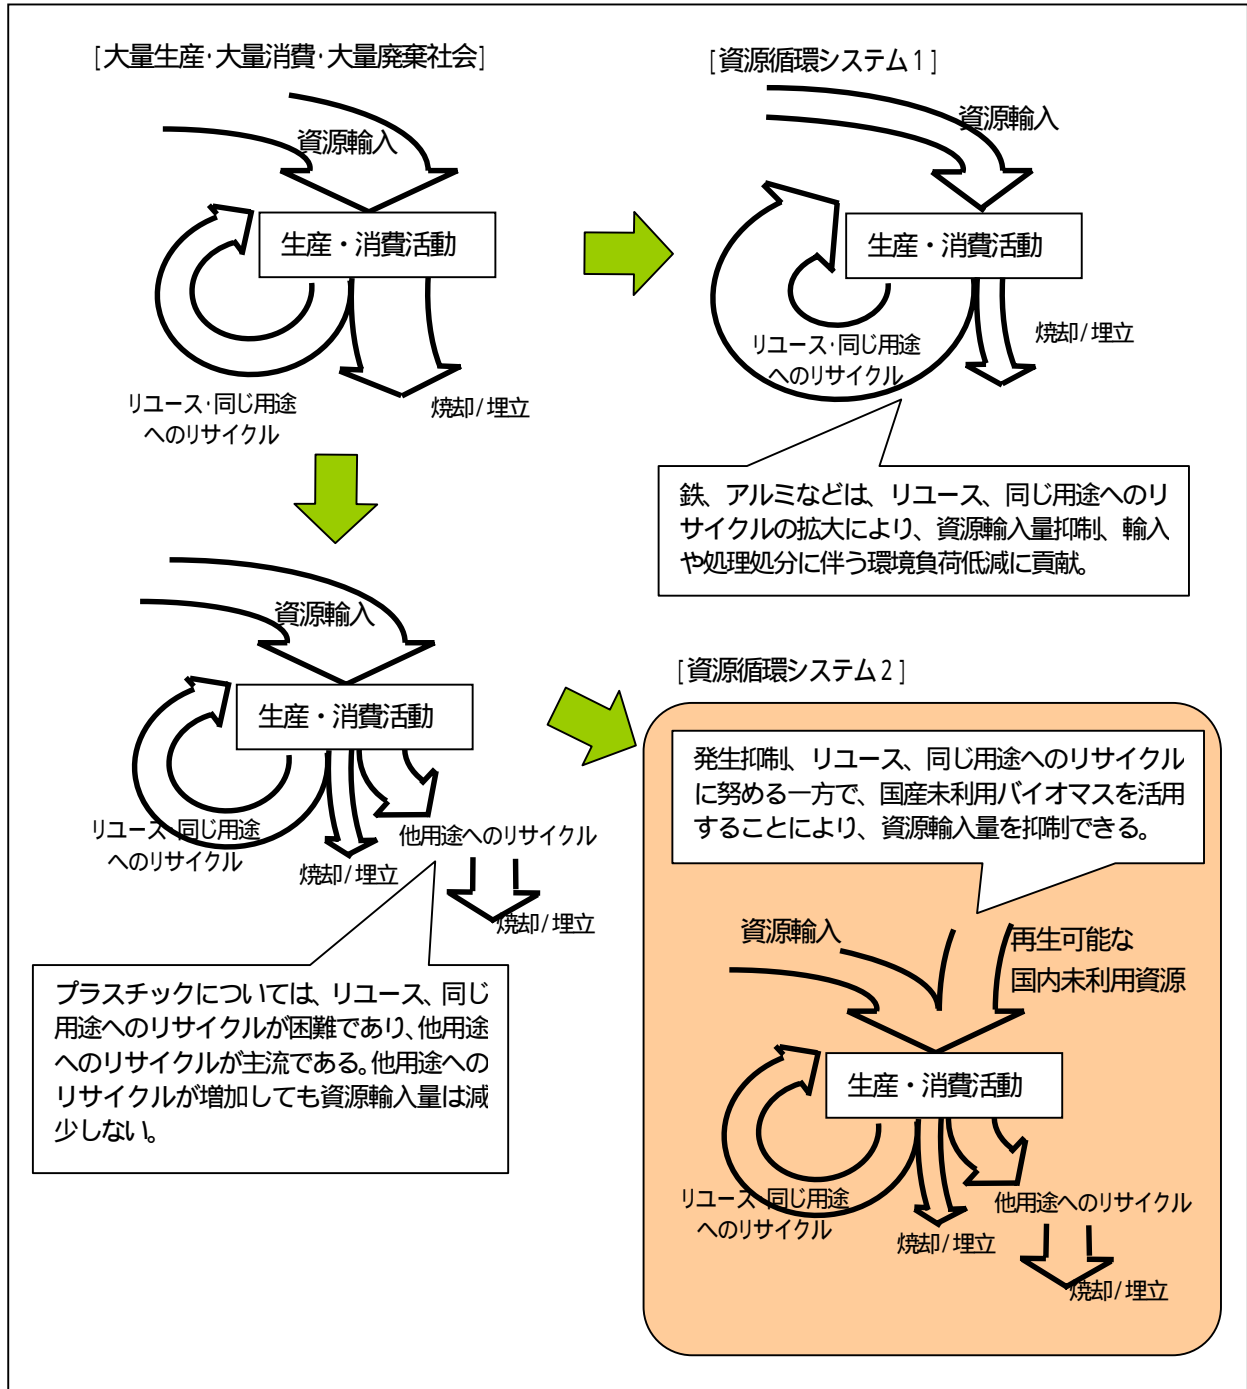 [大量生産・大量消費・大量廃棄社会]
資源輸入
生産・消費活動
リユース・同じ用途
へのリサイクル
焼却/埋立
[資源循環システム1]
資源輸入
生産・消費活動
リユース・同じ用途
へのリサイクル
焼却/埋立
鉄、アルミなどは、リユース、同じ用途へのリ
サイクルの拡大により、資源輸入量抑制、輸入
や処理処分に伴う環境負荷低減に貢献。
資源輸入
生産・消費活動
リユース・同じ用途
へのリサイクル
焼却/埋立
他用途へのリサイクル
焼却/埋立
プラスチックについては、リユース、同じ
用途へのリサイクルが困難であり、他用途
へのリサイクルが主流である。他用途への
リサイクルが増加しても資源輸入量は減
少しない。
[資源循環システム2]
発生抑制、リユース、同じ用途へのリサイクル
に努める一方で、国産未利用バイオマスを活用
することにより、資源輸入量を抑制できる。
資源輸入
再生可能な
国内未利用資源
生産・消費活動
リユース・同じ用途
へのリサイクル
焼却/埋立
他用途へのリサイクル
焼却/埋立